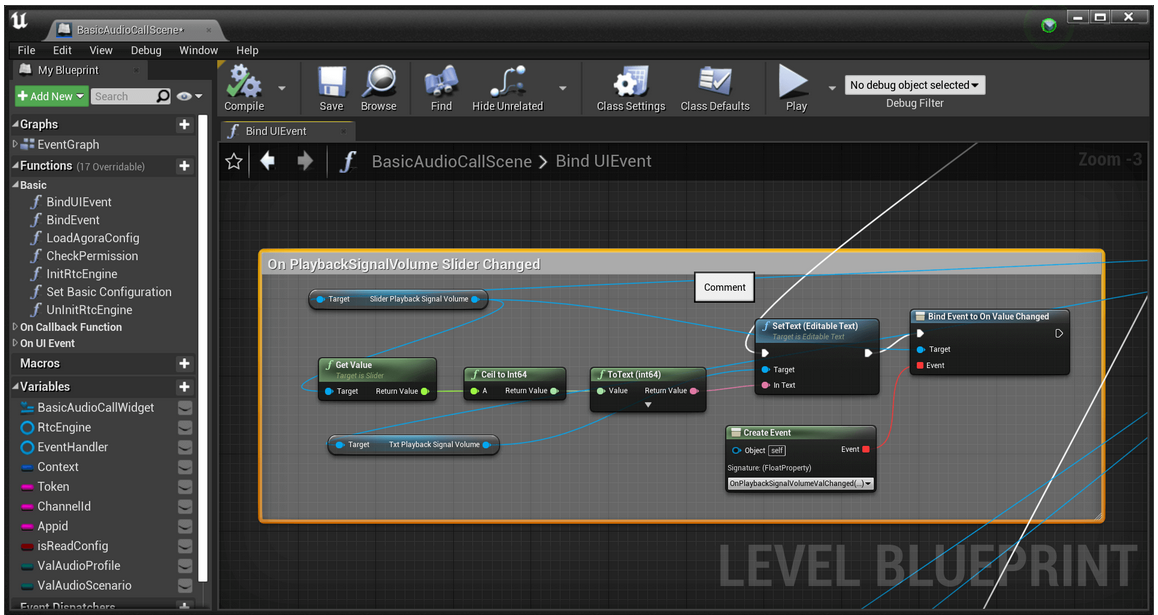 BasicAudioCallScene•
File Edit View Debug Window Help
My Blueprint
Add New
Search
Compile
Save
Browse
Find
Hide Unrelated
Class Settings
Class Defaults
Play
No debug object selected
Debug Filter
Graphs
EventGraph
Functions (17 Overridable)
Basic
BindUIEvent
BindEvent
LoadAgoraConfig
CheckPermission
InitRtcEngine
Set Basic Configuration
UnInitRtcEngine
On Callback Function
On UI Event
Macros
Variables
BasicAudioCallWidget
RtcEngine
EventHandler
Context
Token
ChannelId
Appid
isReadConfig
ValAudioProfile
ValAudioScenario
Event Dispatchers
Bind UIEvent
BasicAudioCallScene > Bind UIEvent
Zoom -3
On PlaybackSignalVolume Slider Changed
Comment
Target Slider Playback Signal Volume
Get Value
Target is Slider
Target Return Value
Ceil to Int64
A Return Value
ToText (int64)
Value Return Value
Target Txt Playback Signal Volume
SetText (Editable Text)
Target is Editable Text
Target
In Text
Bind Event to On Value Changed
Target
Event
Create Event
Object self Event
Signature: (FloatProperty)
OnPlaybackSignalVolumeValChanged(...)
LEVEL BLUEPRINT